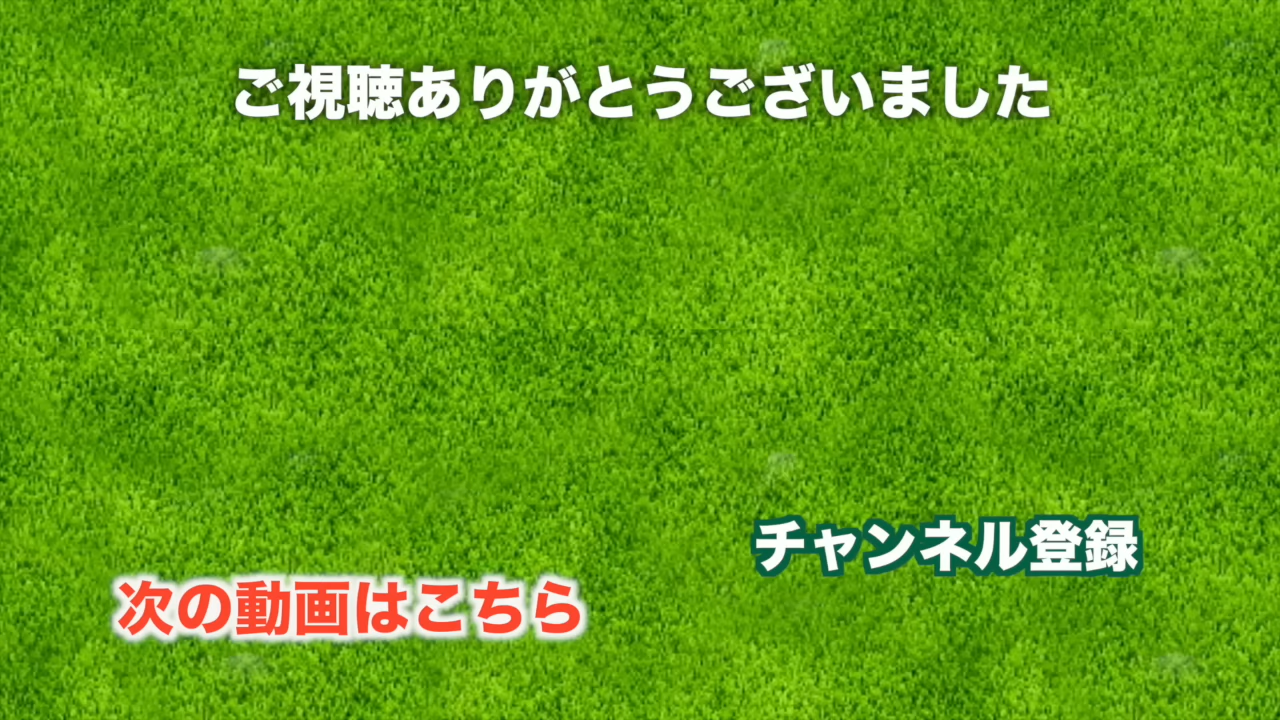 ご視聴ありがとうございました
チャンネル登録
次の動画はこちら